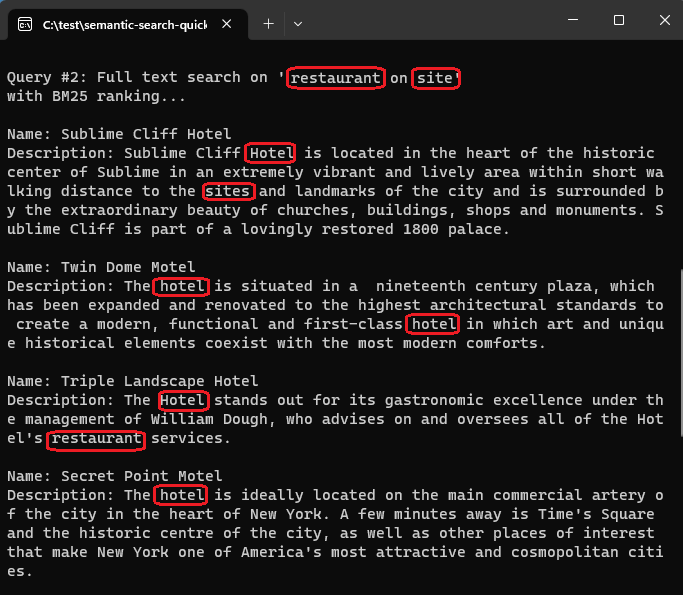 C:\test\semantic-search-quick
Query #2: Full text search on 'restaurant on site'
with BM25 ranking...
Name: Sublime Cliff Hotel
Description: Sublime Cliff Hotel is located in the heart of the historic
center of Sublime in an extremely vibrant and lively area within short wa
lking distance to the sites and landmarks of the city and is surrounded b
y the extraordinary beauty of churches, buildings, shops and monuments. S
ublime Cliff is part of a lovingly restored 1800 palace.
Name: Twin Dome Motel
Description: The hotel is situated in a  nineteenth century plaza, which
has been expanded and renovated to the highest architectural standards to
 create a modern, functional and first-class hotel in which art and uniqu
e historical elements coexist with the most modern comforts.
Name: Triple Landscape Hotel
Description: The Hotel stands out for its gastronomic excellence under th
e management of William Dough, who advises on and oversees all of the Hot
el's restaurant services.
Name: Secret Point Motel
Description: The hotel is ideally located on the main commercial artery o
f the city in the heart of New York. A few minutes away is Time's Square
and the historic centre of the city, as well as other places of interest
that make New York one of America's most attractive and cosmopolitan citi
es.